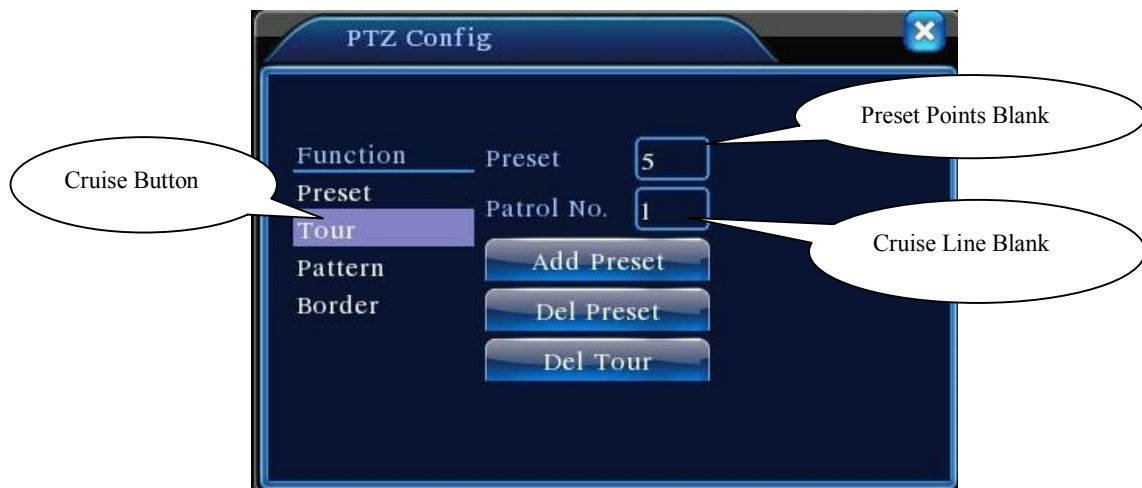 PTZ Config
Preset Points Blank
Cruise Button
Function
Preset 5
Preset
Patrol No. 1
Tour
Cruise Line Blank
Add Preset
Pattern
Border
Del Preset
Del Tour